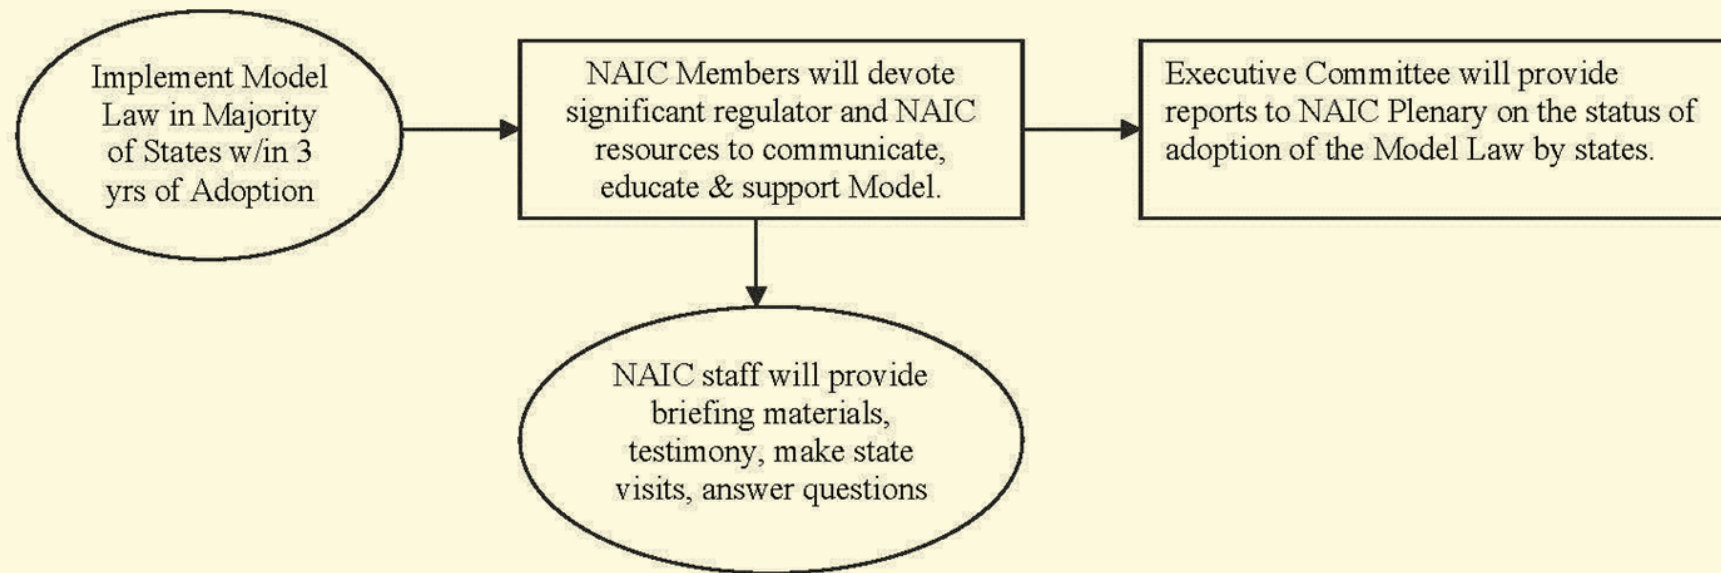 Implement Model
Law in Majority
of States w/in 3
yrs of Adoption
NAIC Members will devote
significant regulator and NAIC
resources to communicate,
educate & support Model.
Executive Committee will provide
reports to NAIC Plenary on the status of
adoption of the Model Law by states.
NAIC staff will provide
briefing materials,
testimony, make state
visits, answer questions